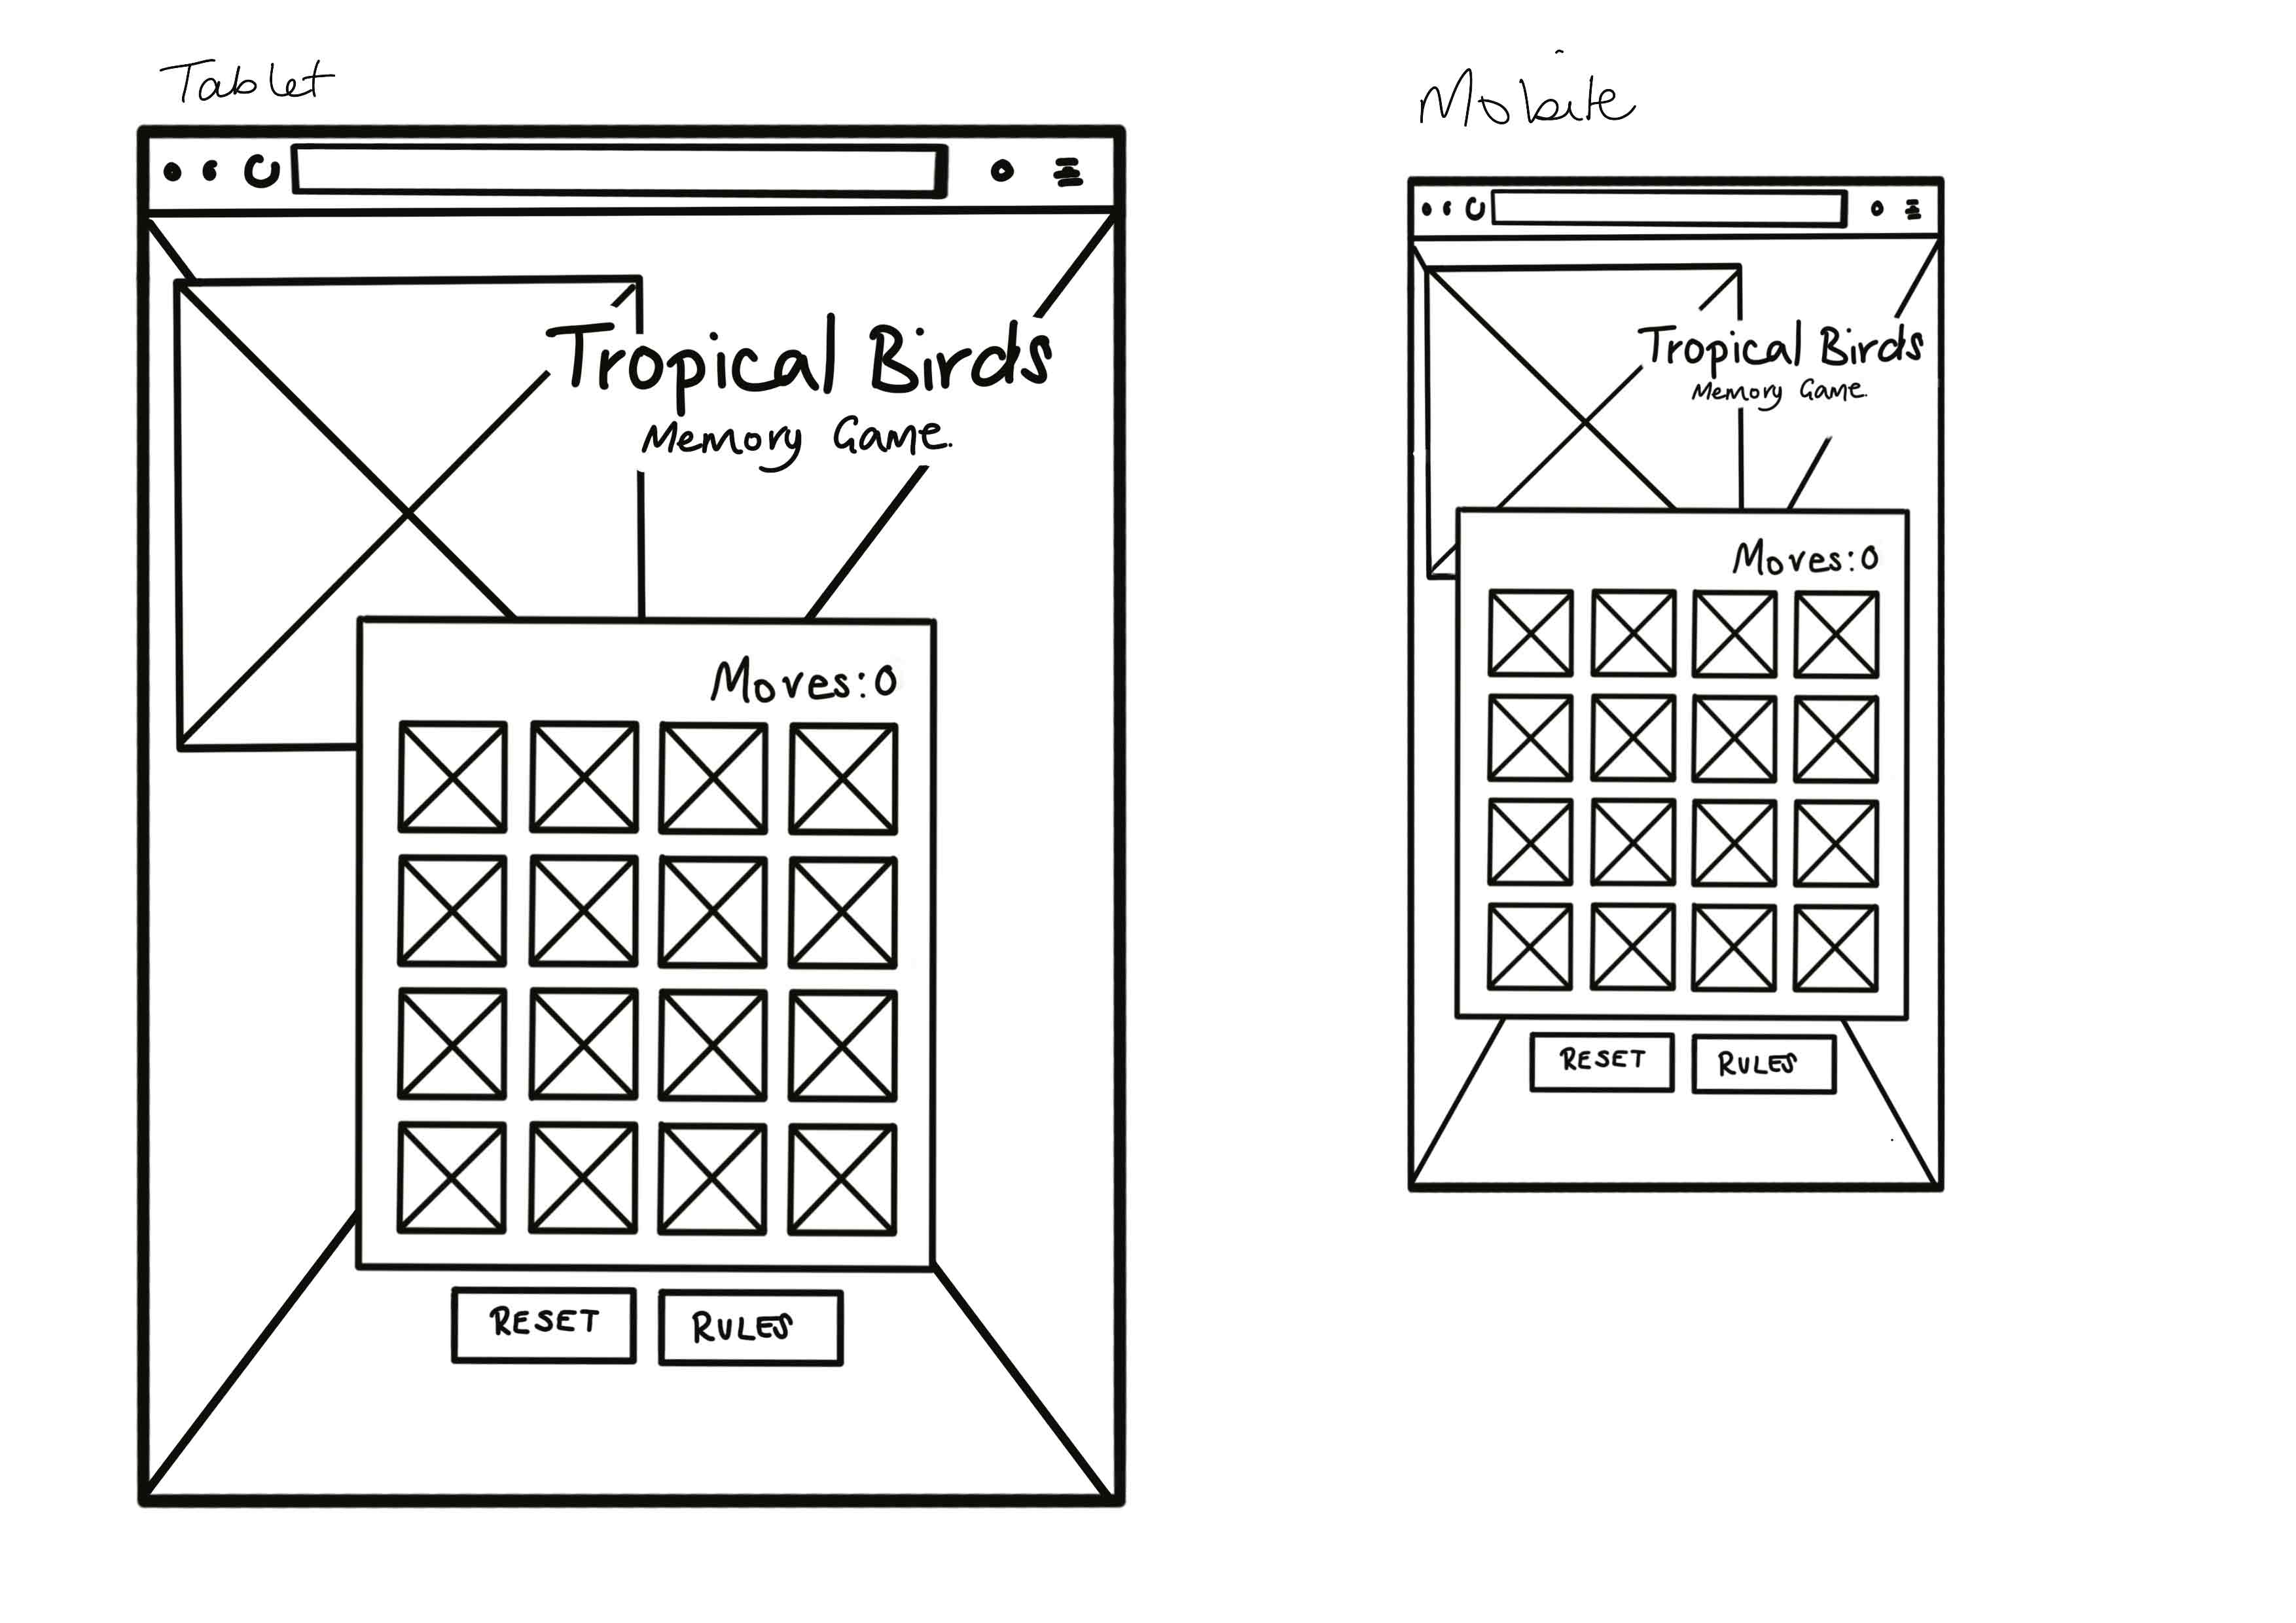 Tablet
Tropical Birds
Memory Game.
Moves:0
RESET
RULES
Mobile
Tropical Birds
Memory Game.
Moves:0
RESET
RULES